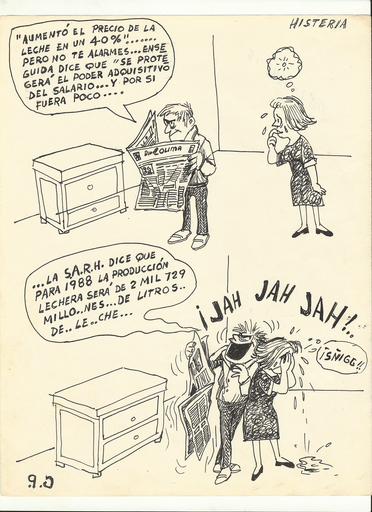 HISTERIA
"AUMENTÓ EL PRECIO DE LA
LECHE EN UN 40%".......
PERO NO TE ALARMES...ENSE
GUIDA DICE QUE "SE PROTE
GERÁ EL PODER ADQUISITIVO
DEL SALARIO...Y POR SI
FUERA POCO....
COLIMA
...LA S.A.R.H. DICE QUE
PARA 1988 LA PRODUCCIÓN
LECHERA SERA DE 2 MIL 729
MILLO..NES...DE LITROS..
DE..LE..CHE...
¡JAH JAH JAH!!..
¡SNIGG!!